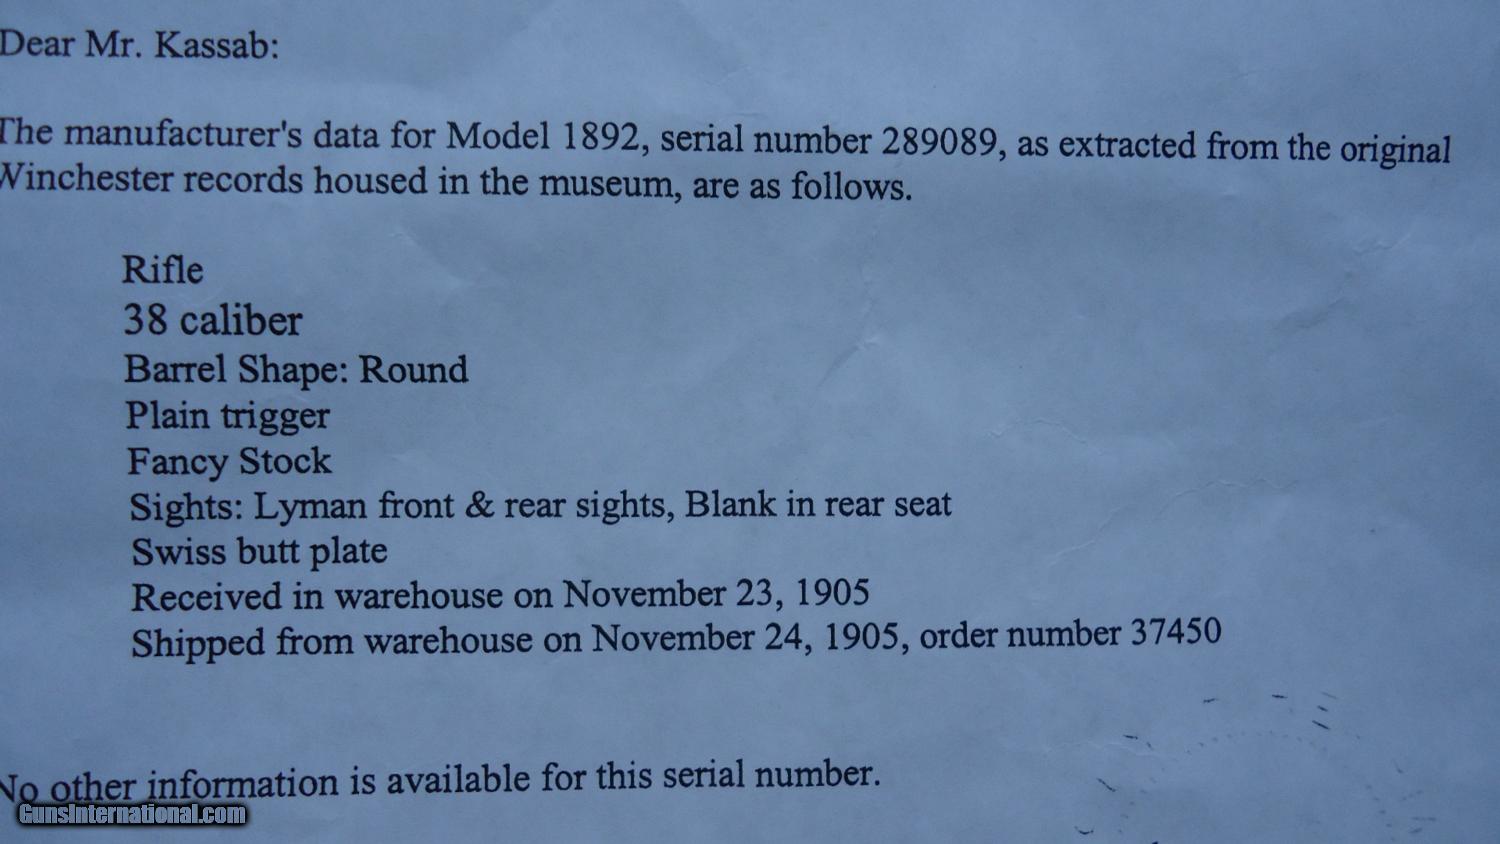 Dear Mr. Kassab:
The manufacturer's data for Model 1892, serial number 289089, as extracted from the original
Winchester records housed in the museum, are as follows.
Rifle
38 caliber
Barrel Shape: Round
Plain trigger
Fancy Stock
Sights: Lyman front & rear sights, Blank in rear seat
Swiss butt plate
Received in warehouse on November 23, 1905
Shipped from warehouse on November 24, 1905, order number 37450
No other information is available for this serial number.
GunsInternational.com